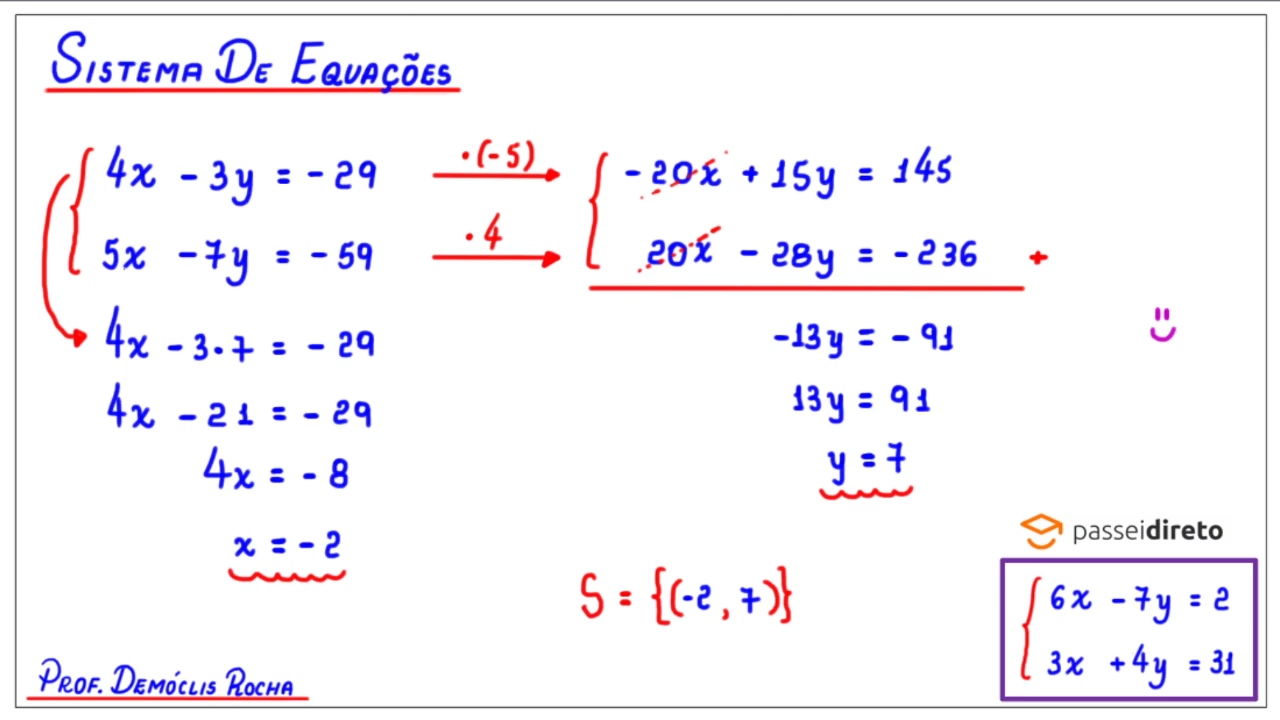 SISTEMA DE EQUAÇÕES
4x - 3y = - 29
5x - 7y = - 59
· (-5)
· 4
- 20x + 15y = 145
20x - 28y = - 236 +
4x - 3 · 7 = - 29
4x - 21 = - 29
4x = - 8
x = - 2
-13y = - 91
13y = 91
y = 7
S = {(-2, 7)}
passeidireto
6x - 7y = 2
3x + 4y = 31
PROF. DEMÓCLIS ROCHA